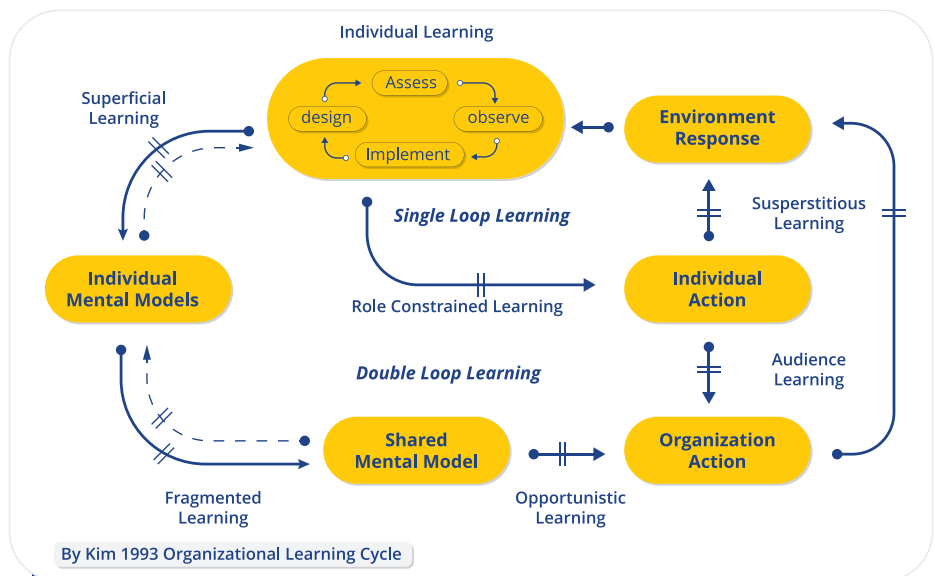 Individual Learning
Assess
design
observe
Implement
Superficial
Learning
Environment
Response
Single Loop Learning
Susperstitious
Learning
Individual
Mental Models
Individual
Action
Role Constrained Learning
Double Loop Learning
Audience
Learning
Shared
Mental Model
Organization
Action
Fragmented
Learning
Opportunistic
Learning
By Kim 1993 Organizational Learning Cycle